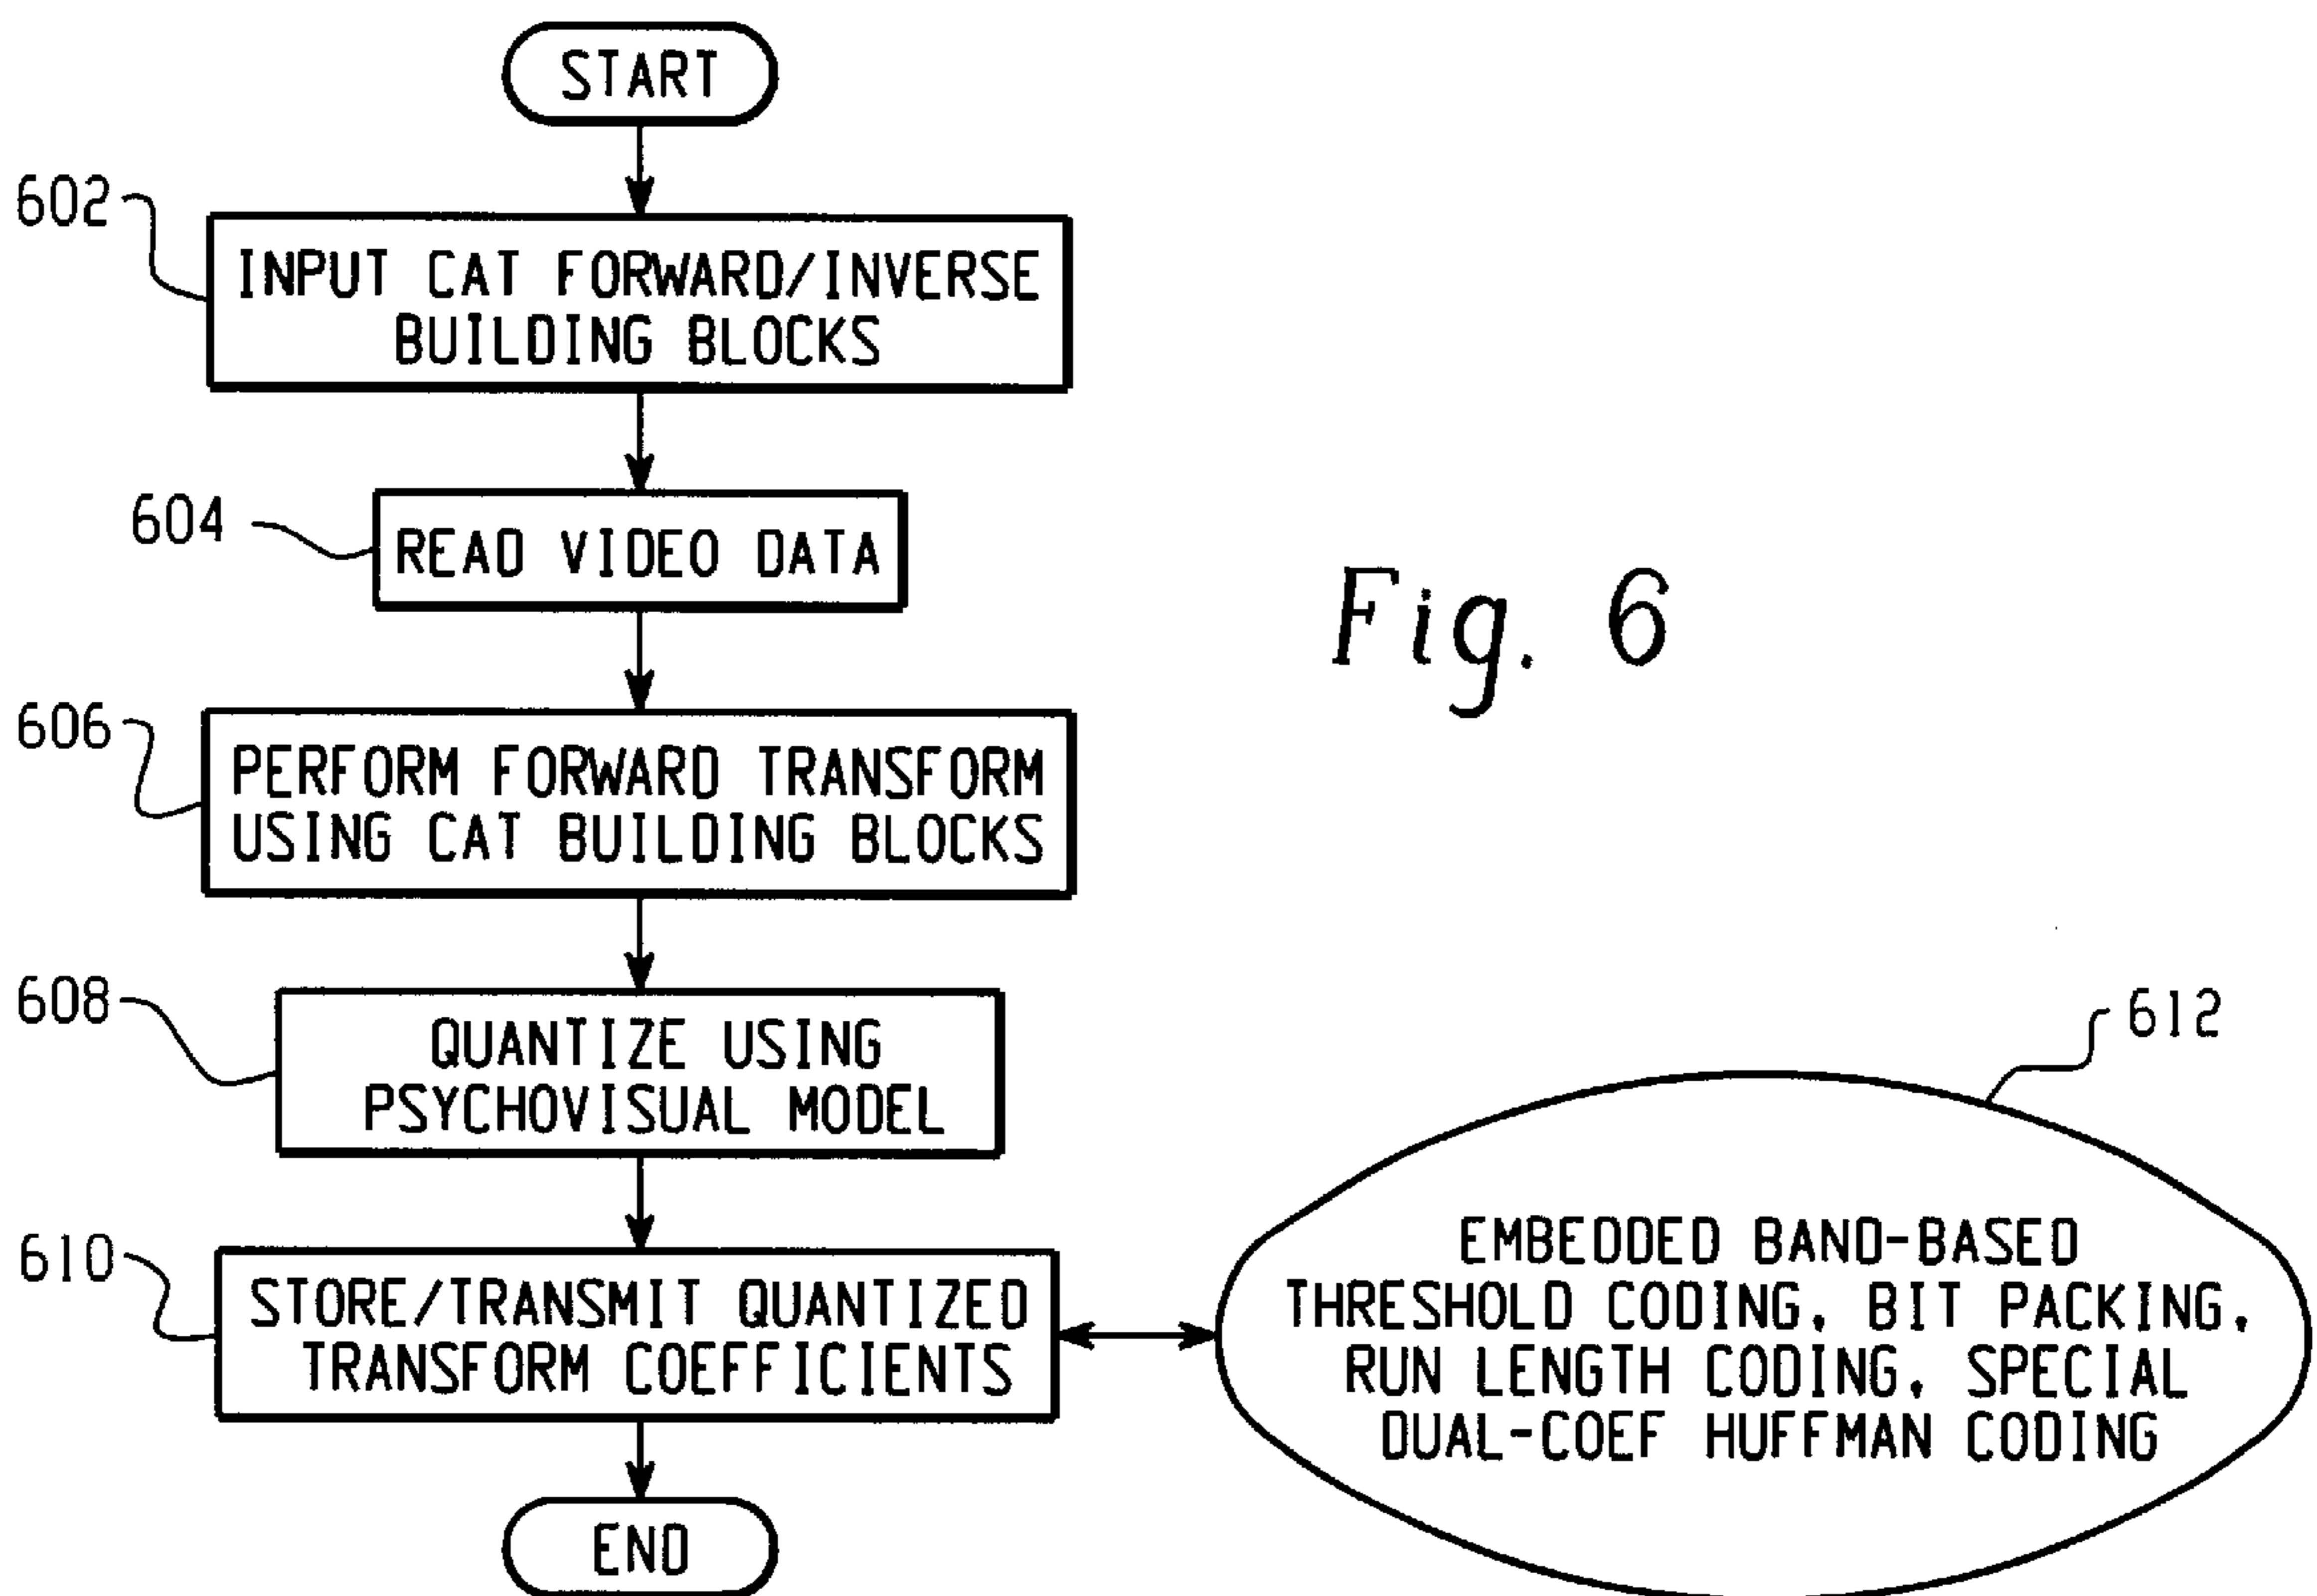 START
602
INPUT CAT FORWARD/INVERSE
BUILDING BLOCKS
604
READ VIDEO DATA
Fig. 6
606
PERFORM FORWARD TRANSFORM
USING CAT BUILDING BLOCKS
608
QUANTIZE USING
PSYCHOVISUAL MODEL
612
610
STORE/TRANSMIT QUANTIZED
TRANSFORM COEFFICIENTS
EMBEDDED BAND-BASED
THRESHOLD CODING, BIT PACKING,
RUN LENGTH CODING, SPECIAL
DUAL-COEF HUFFMAN CODING
END